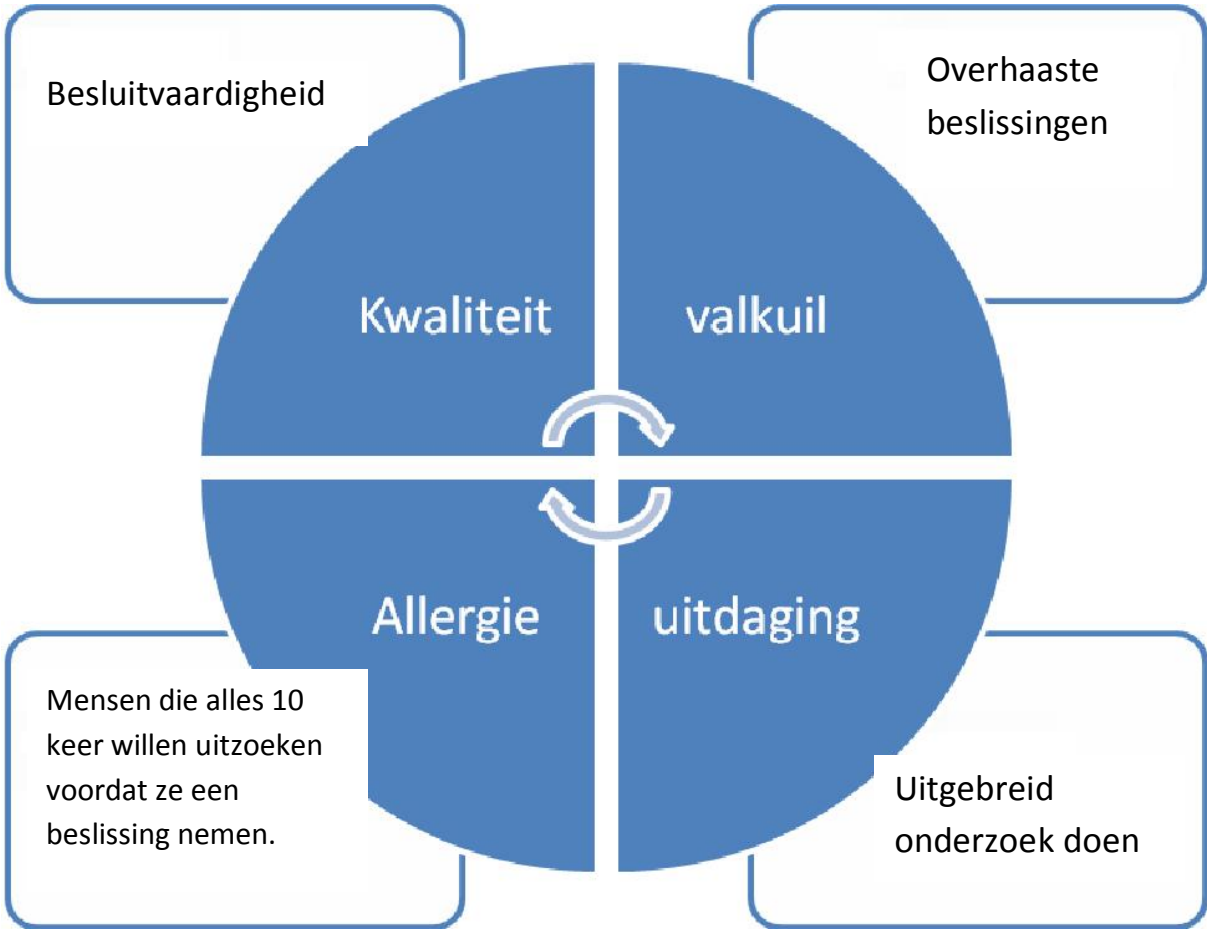 Besluitvaardigheid
Overhaaste
beslissingen
Kwaliteit
valkuil
Allergie
uitdaging
Mensen die alles 10
keer willen uitzoeken
voordat ze een
beslissing nemen.
Uitgebreid
onderzoek doen